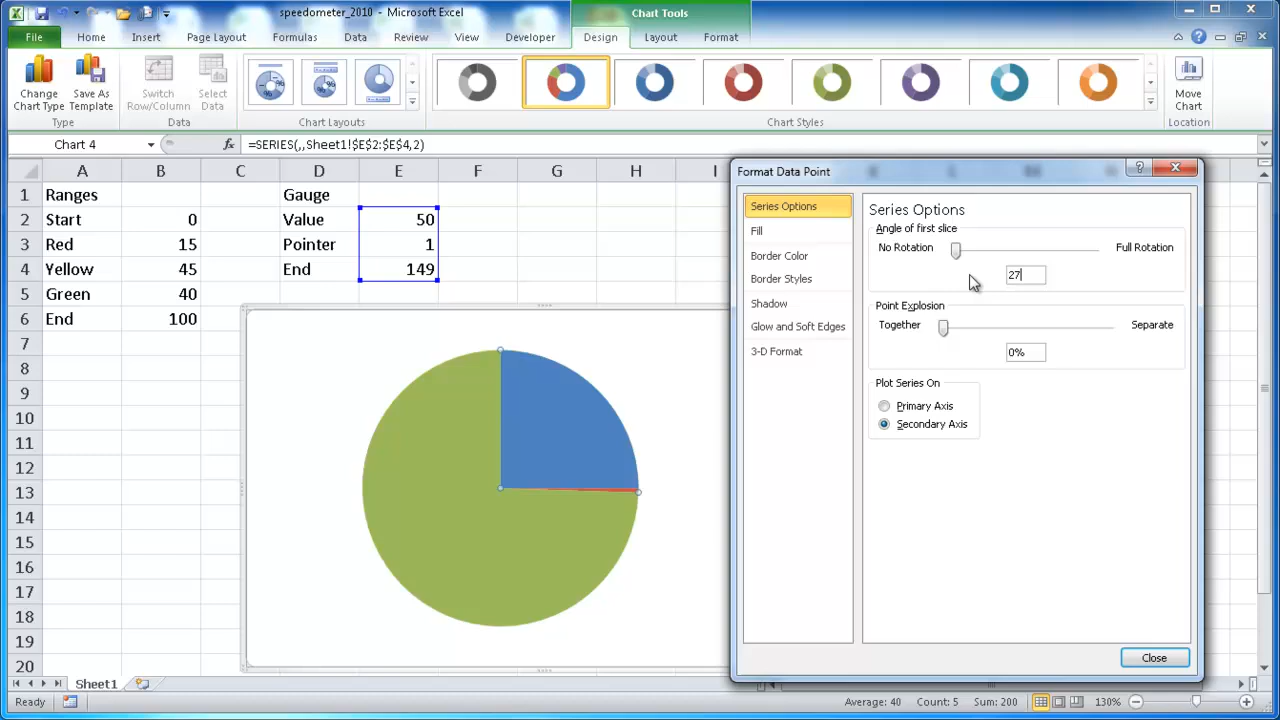 speedometer_2010 - Microsoft Excel
Chart Tools
File Home Insert Page Layout Formulas Data Review View Developer Design Layout Format
Change Chart Type
Save As Template
Switch Row/Column
Select Data
Move Chart
Type Data Chart Layouts Chart Styles Location
Chart 4 fx =SERIES(,,Sheet1!$E$2:$E$4,2)
A B C D E F G H I
1 Ranges Gauge
2 Start 0 Value 50
3 Red 15 Pointer 1
4 Yellow 45 End 149
5 Green 40
6 End 100
7
8
9
10
11
12
13
14
15
16
17
18
19
20
Format Data Point
Series Options
Fill
Border Color
Border Styles
Shadow
Glow and Soft Edges
3-D Format
Series Options
Angle of first slice
No Rotation Full Rotation
27
Point Explosion
Together Separate
0%
Plot Series On
Primary Axis
Secondary Axis
Close
Sheet1
Ready Average: 40 Count: 5 Sum: 200 130%